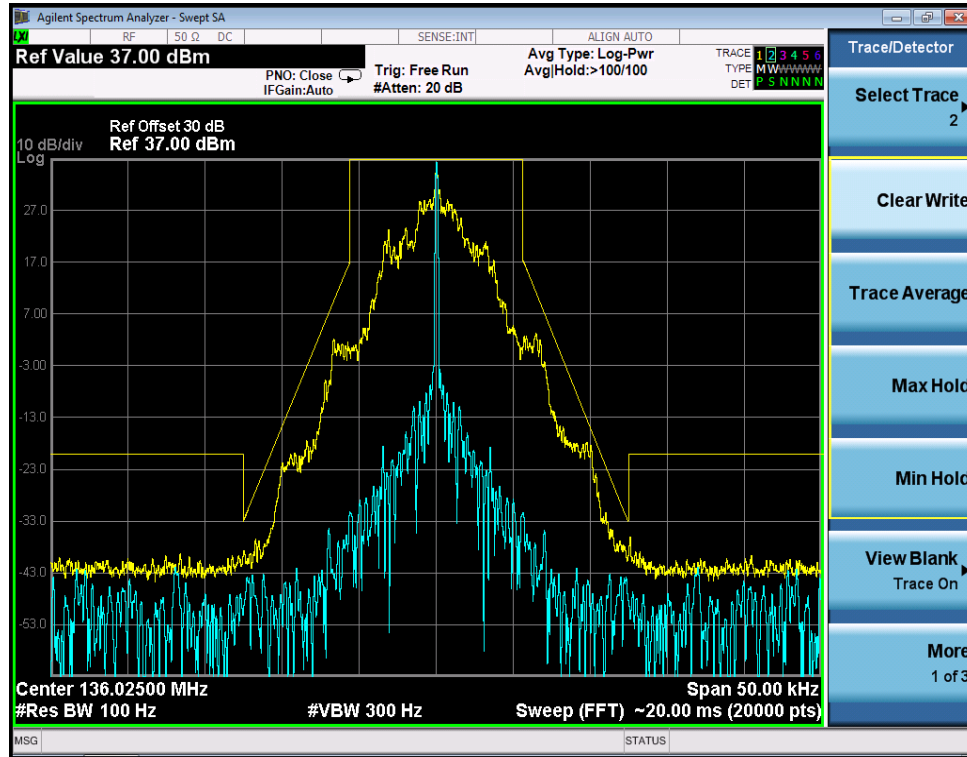 Agilent Spectrum Analyzer - Swept SA
LXI RF 50 Ω DC SENSE:INT ALIGN AUTO
Ref Value 37.00 dBm
PNO: Close
IFGain:Auto
Trig: Free Run
#Atten: 20 dB
Avg Type: Log-Pwr
Avg|Hold:>100/100
TRACE 1 2 3 4 5 6
TYPE M W W W W W
DET P S N N N N
Ref Offset 30 dB
10 dB/div Ref 37.00 dBm
Log
27.0
17.0
7.00
-3.00
-13.0
-23.0
-33.0
-43.0
-53.0
Center 136.02500 MHz Span 50.00 kHz
#Res BW 100 Hz #VBW 300 Hz Sweep (FFT) ~20.00 ms (20000 pts)
MSG STATUS
Trace/Detector
Select Trace
2
Clear Write
Trace Average
Max Hold
Min Hold
View Blank
Trace On
More
1 of 3